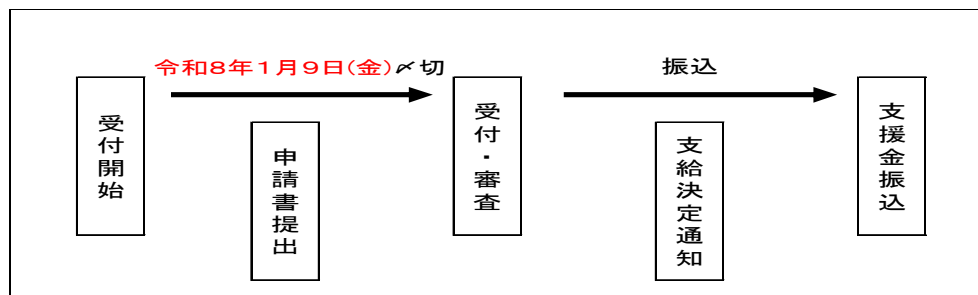 令和８年１月９日(金)〆切
振込
受付開始
申請書提出
受付・審査
支給決定通知
支援金振込